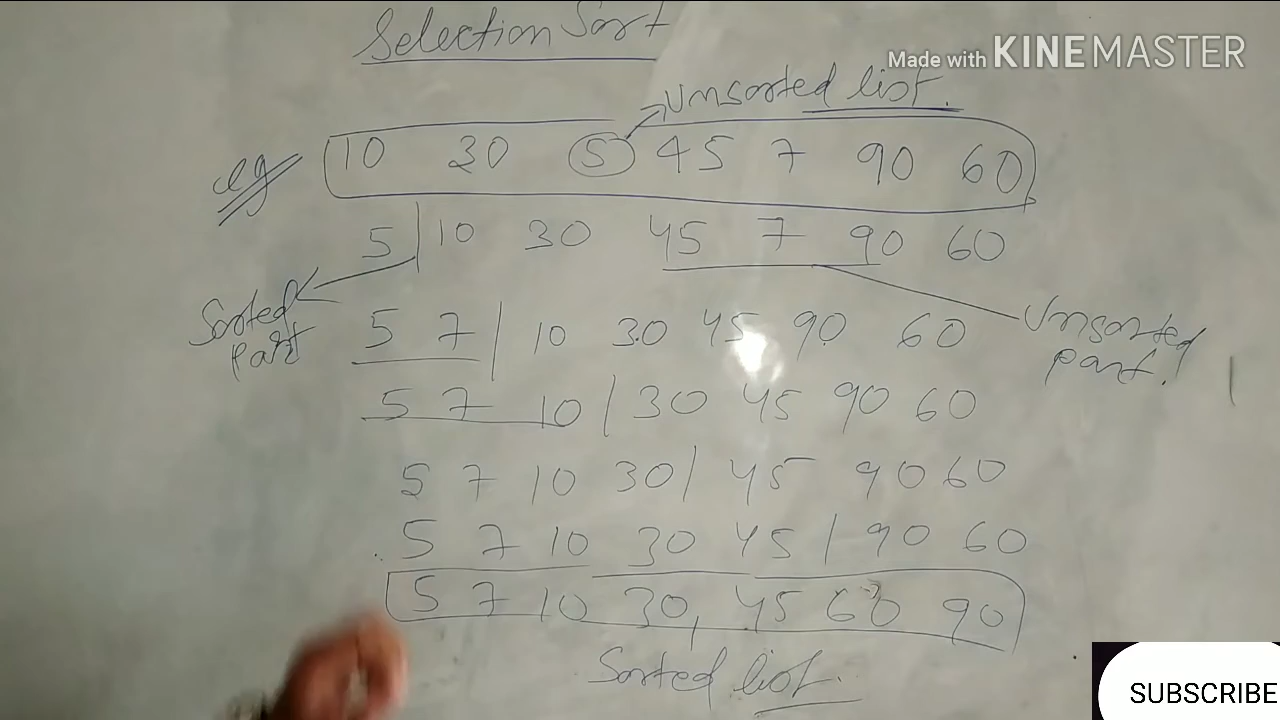 Selection Sort
Made with KINEMASTER
Unsorted list.
eg 10 30 5 45 7 90 60
5 | 10 30 45 7 90 60
Sorted part
Unsorted part.
5 7 | 10 30 45 90 60
5 7 10 | 30 45 90 60
5 7 10 30 | 45 90 60
5 7 10 30 45 | 90 60
5 7 10 30, 45 60 90
Sorted list.
SUBSCRIBE